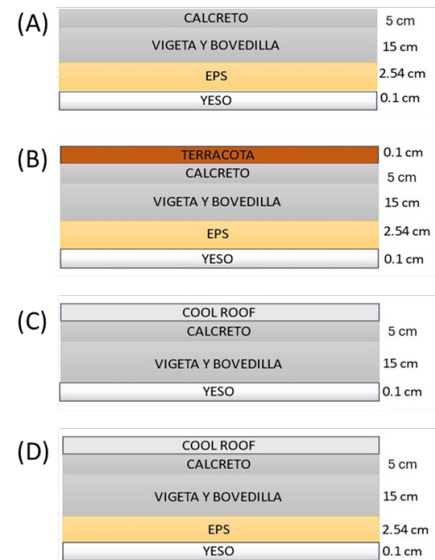 (A)
CALCRETO 5 cm
VIGETA Y BOVEDILLA 15 cm
EPS 2.54 cm
YESO 0.1 cm
(B)
TERRACOTA 0.1 cm
CALCRETO 5 cm
VIGETA Y BOVEDILLA 15 cm
EPS 2.54 cm
YESO 0.1 cm
(C)
COOL ROOF
CALCRETO 5 cm
VIGETA Y BOVEDILLA 15 cm
YESO 0.1 cm
(D)
COOL ROOF
CALCRETO 5 cm
VIGETA Y BOVEDILLA 15 cm
EPS 2.54 cm
YESO 0.1 cm